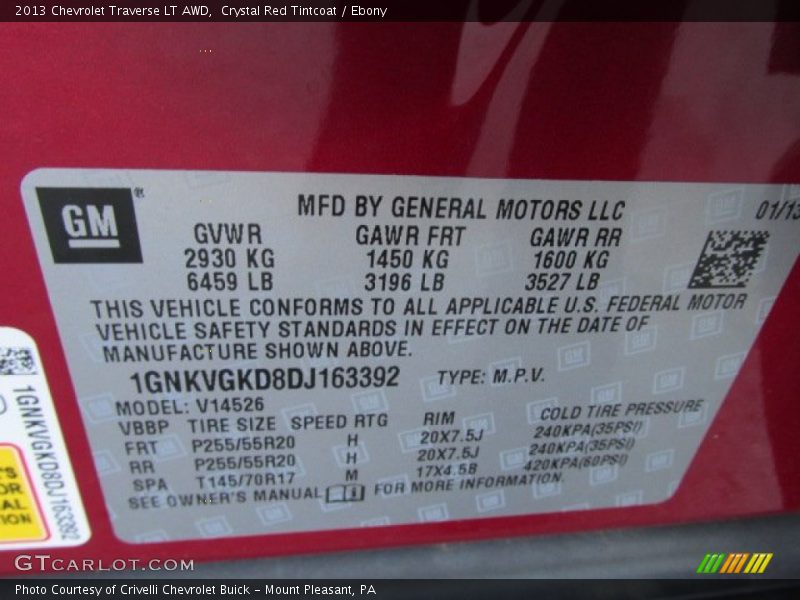 2013 Chevrolet Traverse LT AWD, Crystal Red Tintcoat / Ebony
GM ®
MFD BY GENERAL MOTORS LLC
01/13
GVWR GAWR FRT GAWR RR
2930 KG 1450 KG 1600 KG
6459 LB 3196 LB 3527 LB
THIS VEHICLE CONFORMS TO ALL APPLICABLE U.S. FEDERAL MOTOR
VEHICLE SAFETY STANDARDS IN EFFECT ON THE DATE OF
MANUFACTURE SHOWN ABOVE.
1GNKVGKD8DJ163392 TYPE: M.P.V.
MODEL: V14526
VBBP TIRE SIZE SPEED RTG RIM COLD TIRE PRESSURE
FRT P255/55R20 H 20X7.5J 240KPA(35PSI)
RR P255/55R20 H 20X7.5J 240KPA(35PSI)
SPA T145/70R17 M 17X4.5B 420KPA(60PSI)
SEE OWNER'S MANUAL FOR MORE INFORMATION.
1GNKVGKD8DJ163392
GTCARLOT.COM
Photo Courtesy of Crivelli Chevrolet Buick - Mount Pleasant, PA